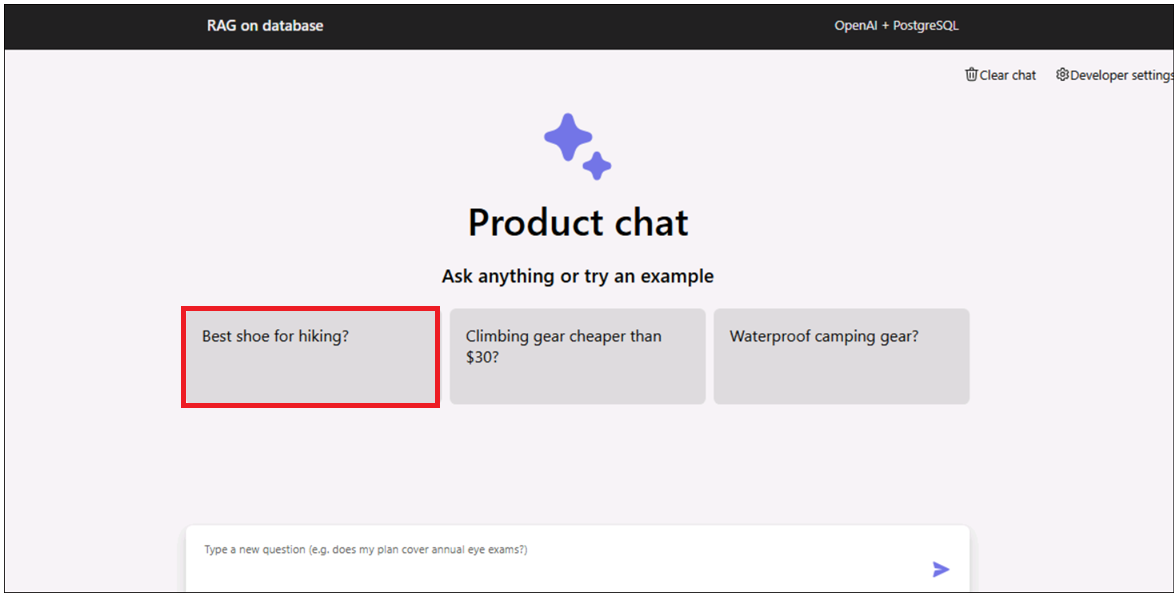 RAG on database
OpenAI + PostgreSQL
Clear chat
Developer settings
Product chat
Ask anything or try an example
Best shoe for hiking?
Climbing gear cheaper than
$30?
Waterproof camping gear?
Type a new question (e.g. does my plan cover annual eye exams?)